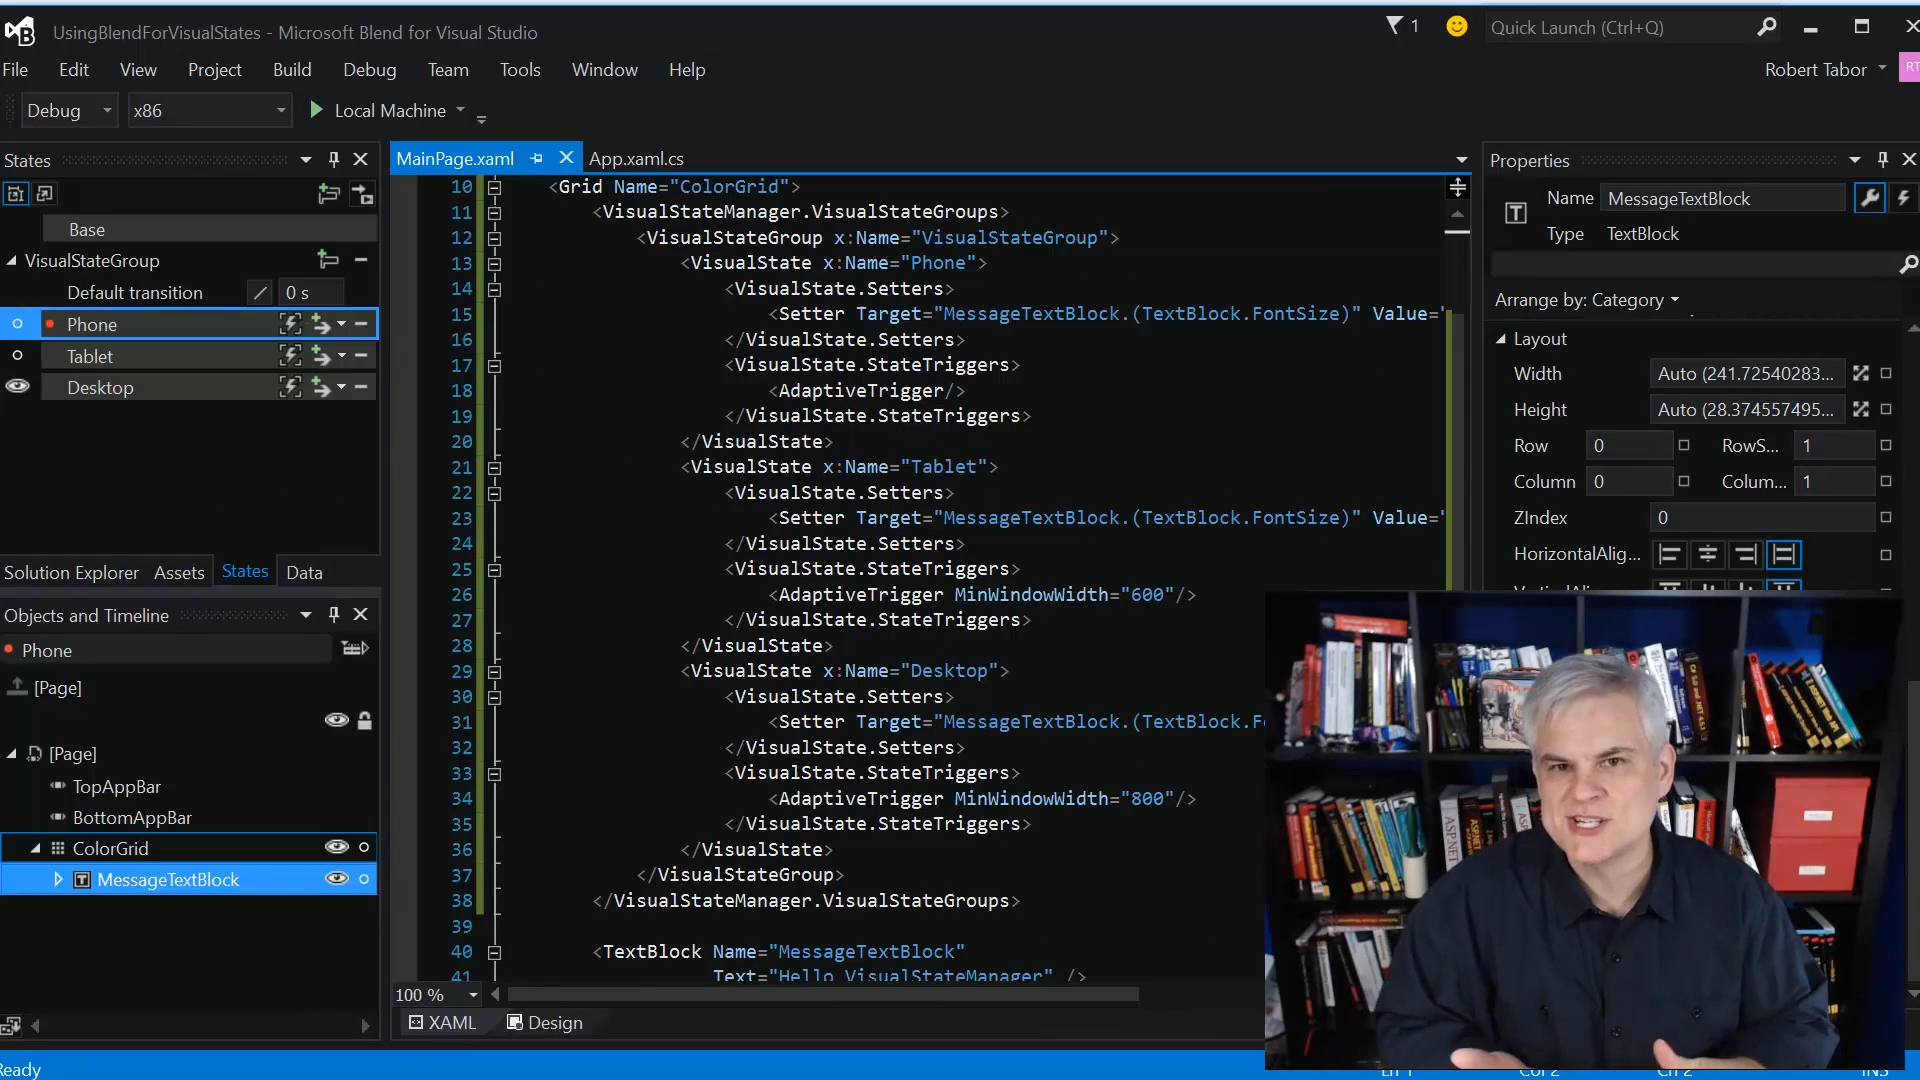 UsingBlendForVisualStates - Microsoft Blend for Visual Studio
1
Quick Launch (Ctrl+Q)
File Edit View Project Build Debug Team Tools Window Help
Robert Tabor
RT
Debug
x86
Local Machine
States
Base
VisualStateGroup
Default transition
0 s
Phone
Tablet
Desktop
Solution Explorer Assets States Data
Objects and Timeline
Phone
[Page]
[Page]
TopAppBar
BottomAppBar
ColorGrid
MessageTextBlock
MainPage.xaml
App.xaml.cs
10 <Grid Name="ColorGrid">
11 <VisualStateManager.VisualStateGroups>
12 <VisualStateGroup x:Name="VisualStateGroup">
13 <VisualState x:Name="Phone">
14 <VisualState.Setters>
15 <Setter Target="MessageTextBlock.(TextBlock.FontSize)" Value="
16 </VisualState.Setters>
17 <VisualState.StateTriggers>
18 <AdaptiveTrigger/>
19 </VisualState.StateTriggers>
20 </VisualState>
21 <VisualState x:Name="Tablet">
22 <VisualState.Setters>
23 <Setter Target="MessageTextBlock.(TextBlock.FontSize)" Value="
24 </VisualState.Setters>
25 <VisualState.StateTriggers>
26 <AdaptiveTrigger MinWindowWidth="600"/>
27 </VisualState.StateTriggers>
28 </VisualState>
29 <VisualState x:Name="Desktop">
30 <VisualState.Setters>
31 <Setter Target="MessageTextBlock.(TextBlock.Fo
32 </VisualState.Setters>
33 <VisualState.StateTriggers>
34 <AdaptiveTrigger MinWindowWidth="800"/>
35 </VisualState.StateTriggers>
36 </VisualState>
37 </VisualStateGroup>
38 </VisualStateManager.VisualStateGroups>
39
40 <TextBlock Name="MessageTextBlock"
41 Text="Hello VisualStateManager" />
100 %
XAML
Design
Properties
Name MessageTextBlock
Type TextBlock
Arrange by: Category
Layout
Width Auto (241.72540283...
Height Auto (28.374557495...
Row 0 RowS... 1
Column 0 Colum... 1
ZIndex 0
HorizontalAlig...
Ready